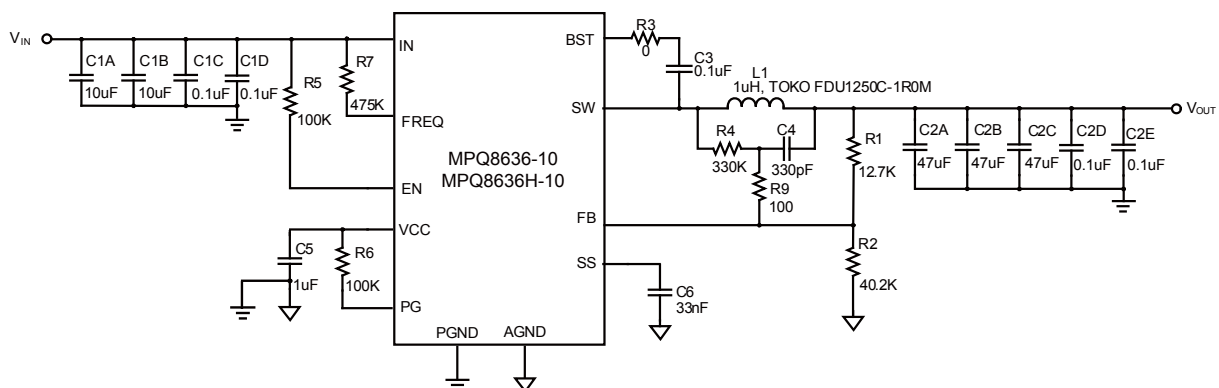 VIN
C1A
10uF
C1B
10uF
C1C
0.1uF
C1D
0.1uF
R5
100K
R7
475K
IN
FREQ
EN
VCC
PG
C5
1uF
R6
100K
MPQ8636-10
MPQ8636H-10
PGND
AGND
BST
SW
FB
SS
R3
0
C3
0.1uF
L1
1uH, TOKO FDU1250C-1R0M
R4
330K
C4
330pF
R9
100
R1
12.7K
R2
40.2K
C6
33nF
C2A
47uF
C2B
47uF
C2C
47uF
C2D
0.1uF
C2E
0.1uF
VOUT